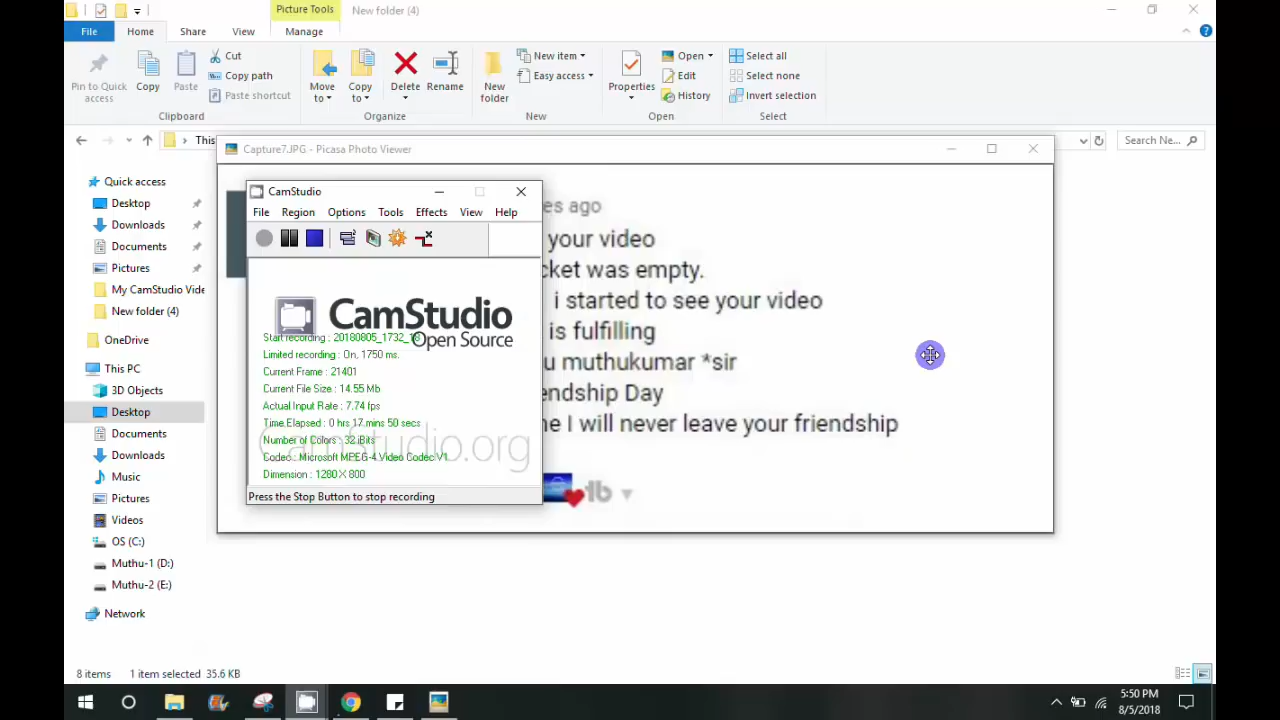 Picture Tools
New folder (4)
File
Home
Share
View
Manage
Pin to Quick access
Copy
Paste
Cut
Copy path
Paste shortcut
Clipboard
Move to
Copy to
Delete
Rename
Organize
New folder
New item
Easy access
New
Properties
Open
Edit
History
Open
Select all
Select none
Invert selection
Select
This
Search Ne...
Quick access
Desktop
Downloads
Documents
Pictures
My CamStudio Vide
New folder (4)
OneDrive
This PC
3D Objects
Desktop
Documents
Downloads
Music
Pictures
Videos
OS (C:)
Muthu-1 (D:)
Muthu-2 (E:)
Network
Capture7.JPG - Picasa Photo Viewer
es ago
your video
cket was empty.
i started to see your video
is fulfilling
u muthukumar *sir
endship Day
I will never leave your friendship
CamStudio
File Region Options Tools Effects View Help
CamStudio
Open Source
Start recording : 20180805_1732_
Limited recording : On, 1750 ms.
Current Frame : 21401
Current File Size : 14.55 Mb
Actual Input Rate : 7.74 fps
Time Elapsed : 0 hrs 17 mins 50 secs
Number of Colors : 32 Bits
Codec : Microsoft MPEG-4 Video Codec V1
Dimension : 1280 X 800
CamStudio.org
Press the Stop Button to stop recording
8 items 1 item selected 35.6 KB
5:50 PM
8/5/2018